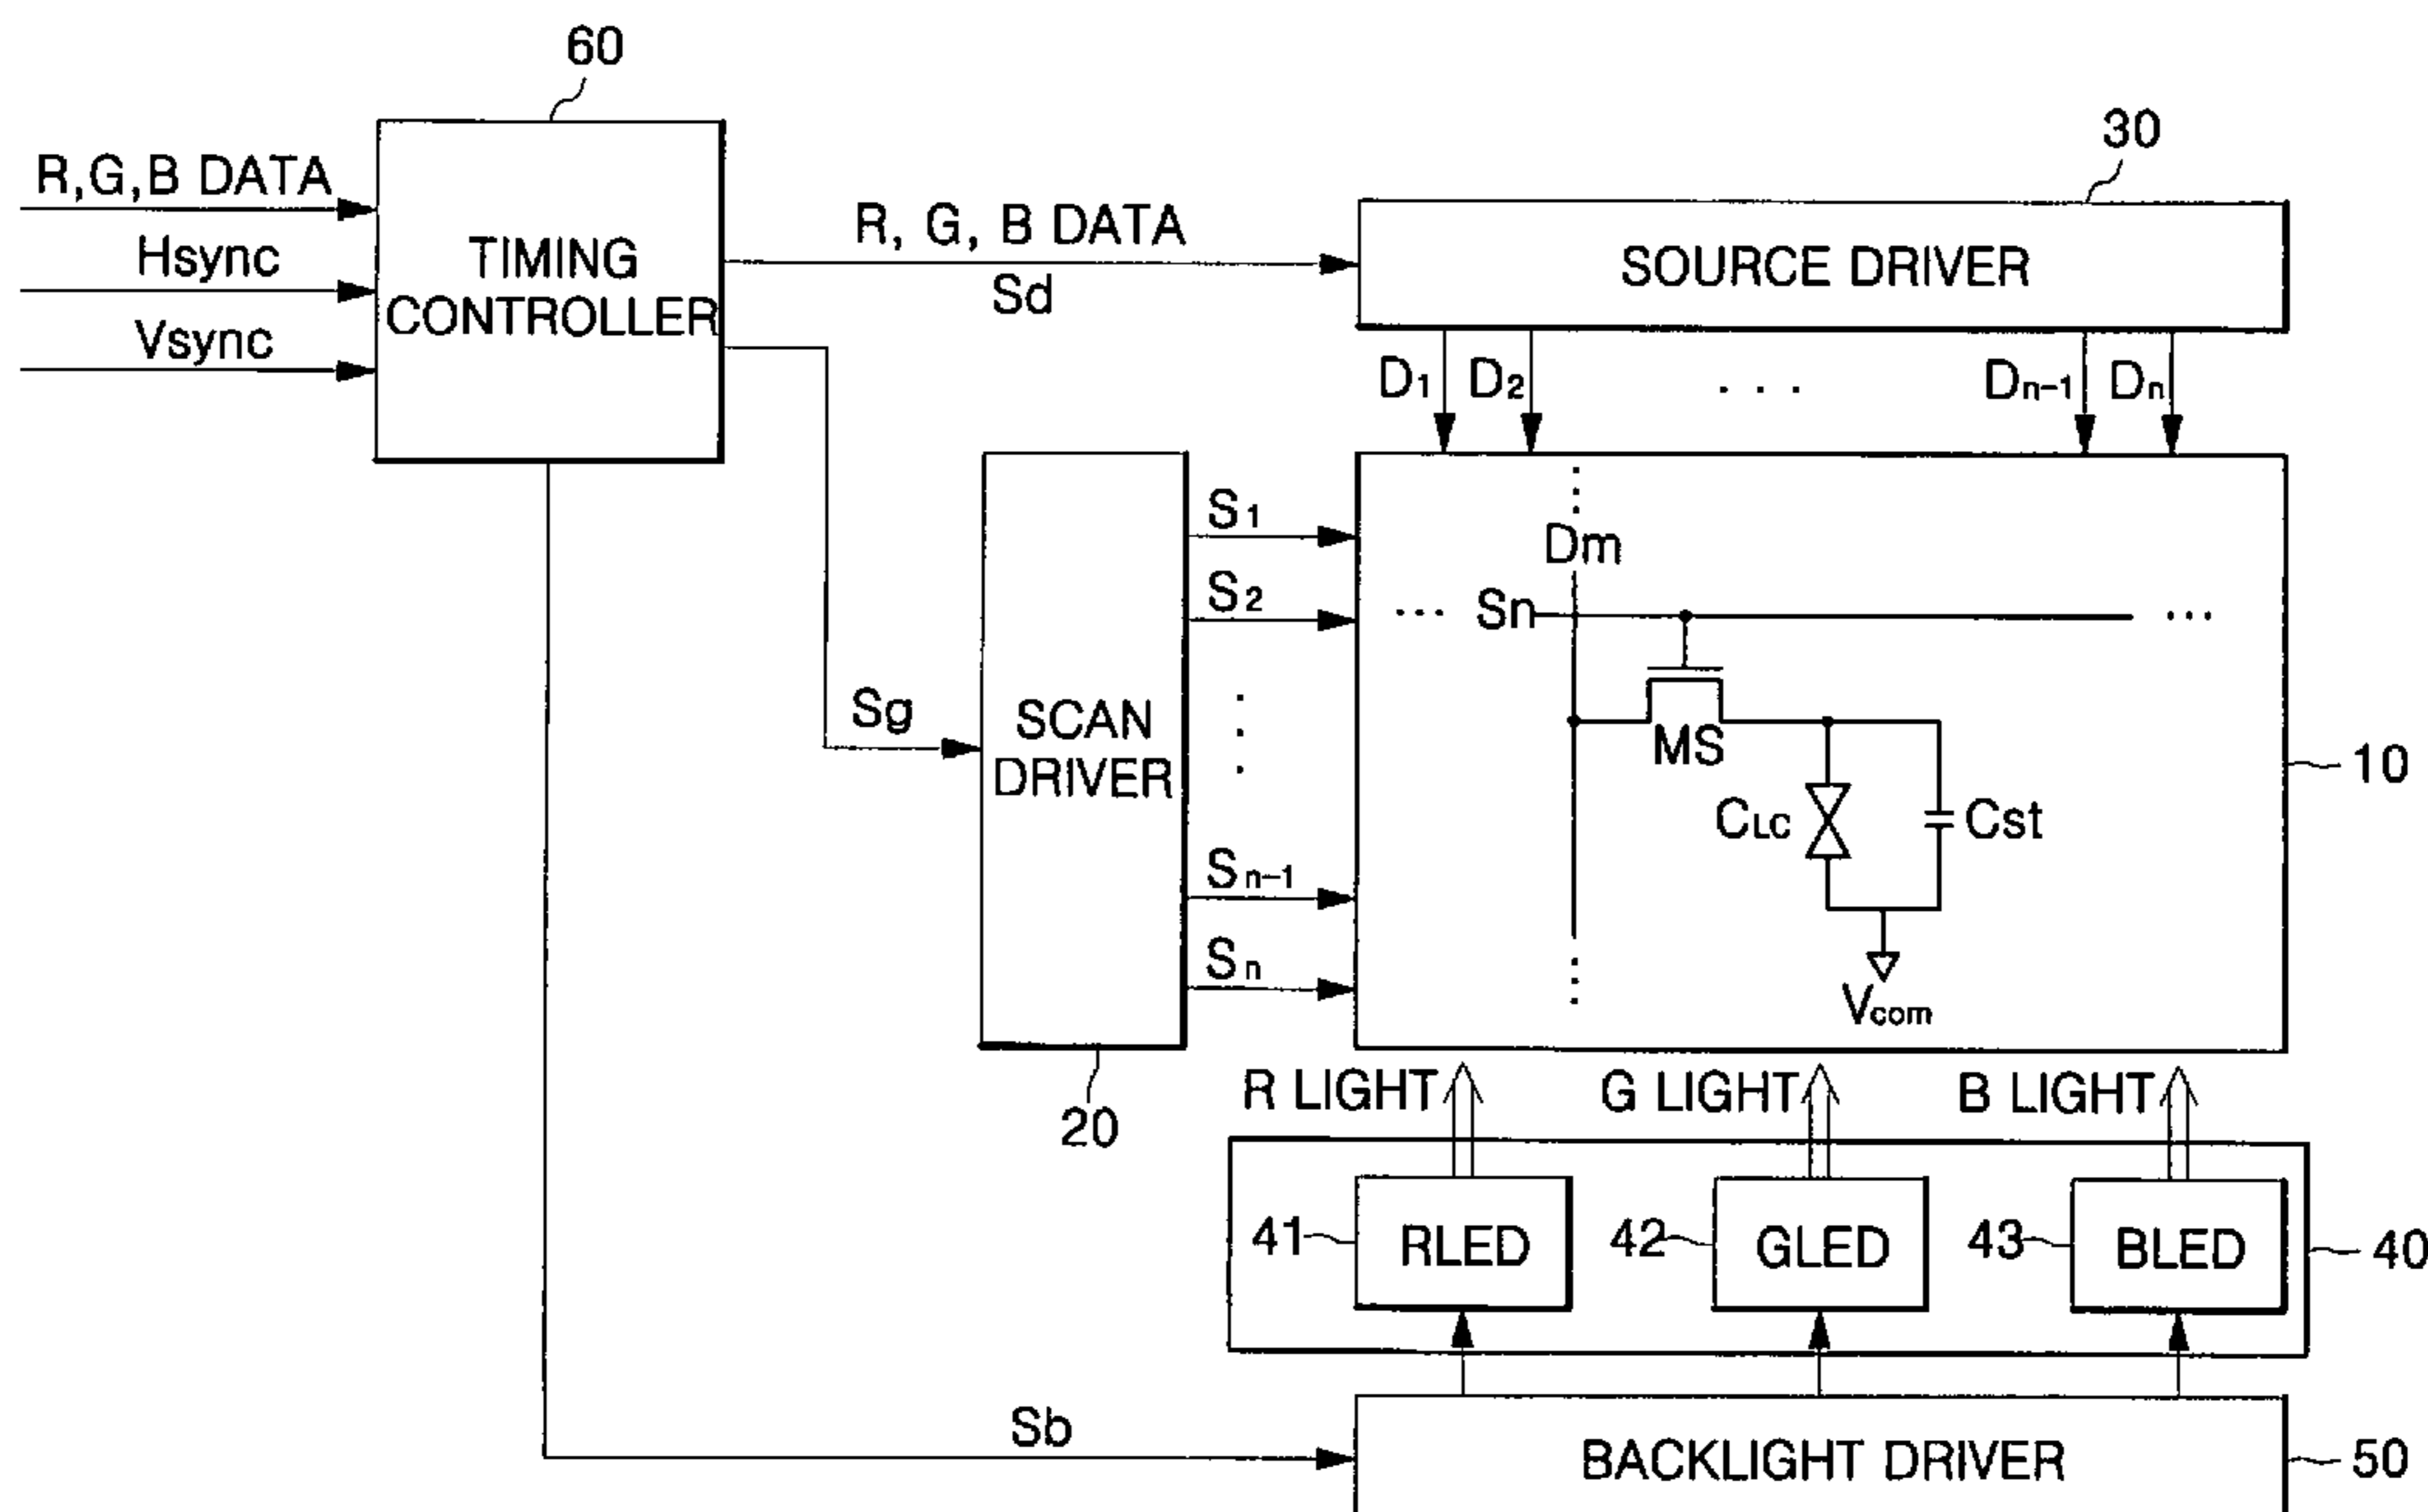 60
R,G,B DATA
Hsync
Vsync
TIMING
CONTROLLER
R, G, B DATA
Sd
30
SOURCE DRIVER
D1 D2 . . . Dn-1 Dn
Sg
SCAN
DRIVER
20
S1
S2
Sn-1
Sn
Dm
... Sn ...
MS
CLC
Cst
Vcom
10
R LIGHT G LIGHT B LIGHT
41 RLED 42 GLED 43 BLED 40
Sb
BACKLIGHT DRIVER
50